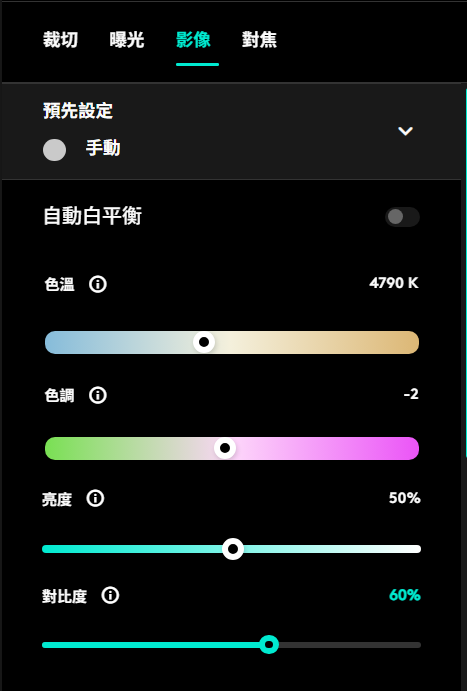 裁切 曝光 影像 對焦
預先設定
手動
自動白平衡
色溫 4790 K
色調 -2
亮度 50%
對比度 60%